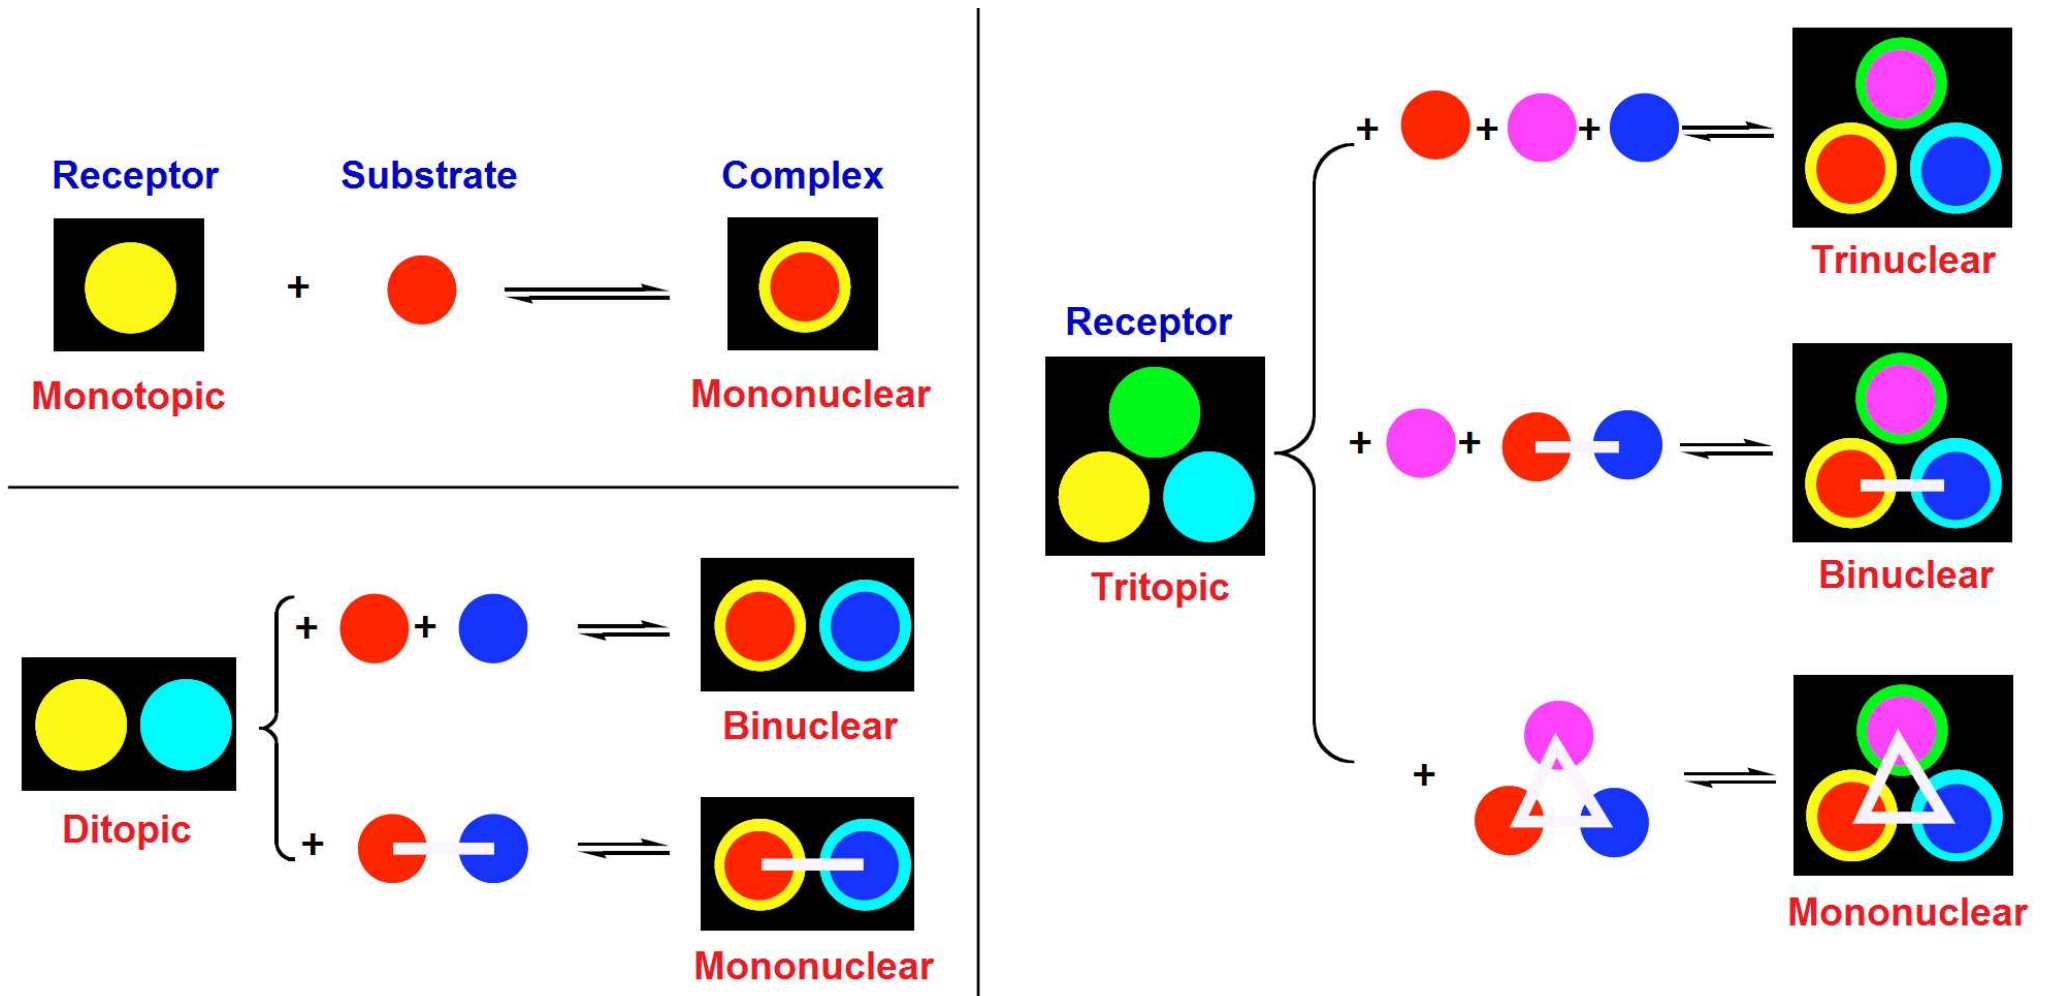 Receptor
Substrate
Complex
+
Monotopic
Mononuclear
+
+
Binuclear
Ditopic
+
Mononuclear
+
+
+
Trinuclear
Receptor
+
+
Binuclear
Tritopic
+
Mononuclear